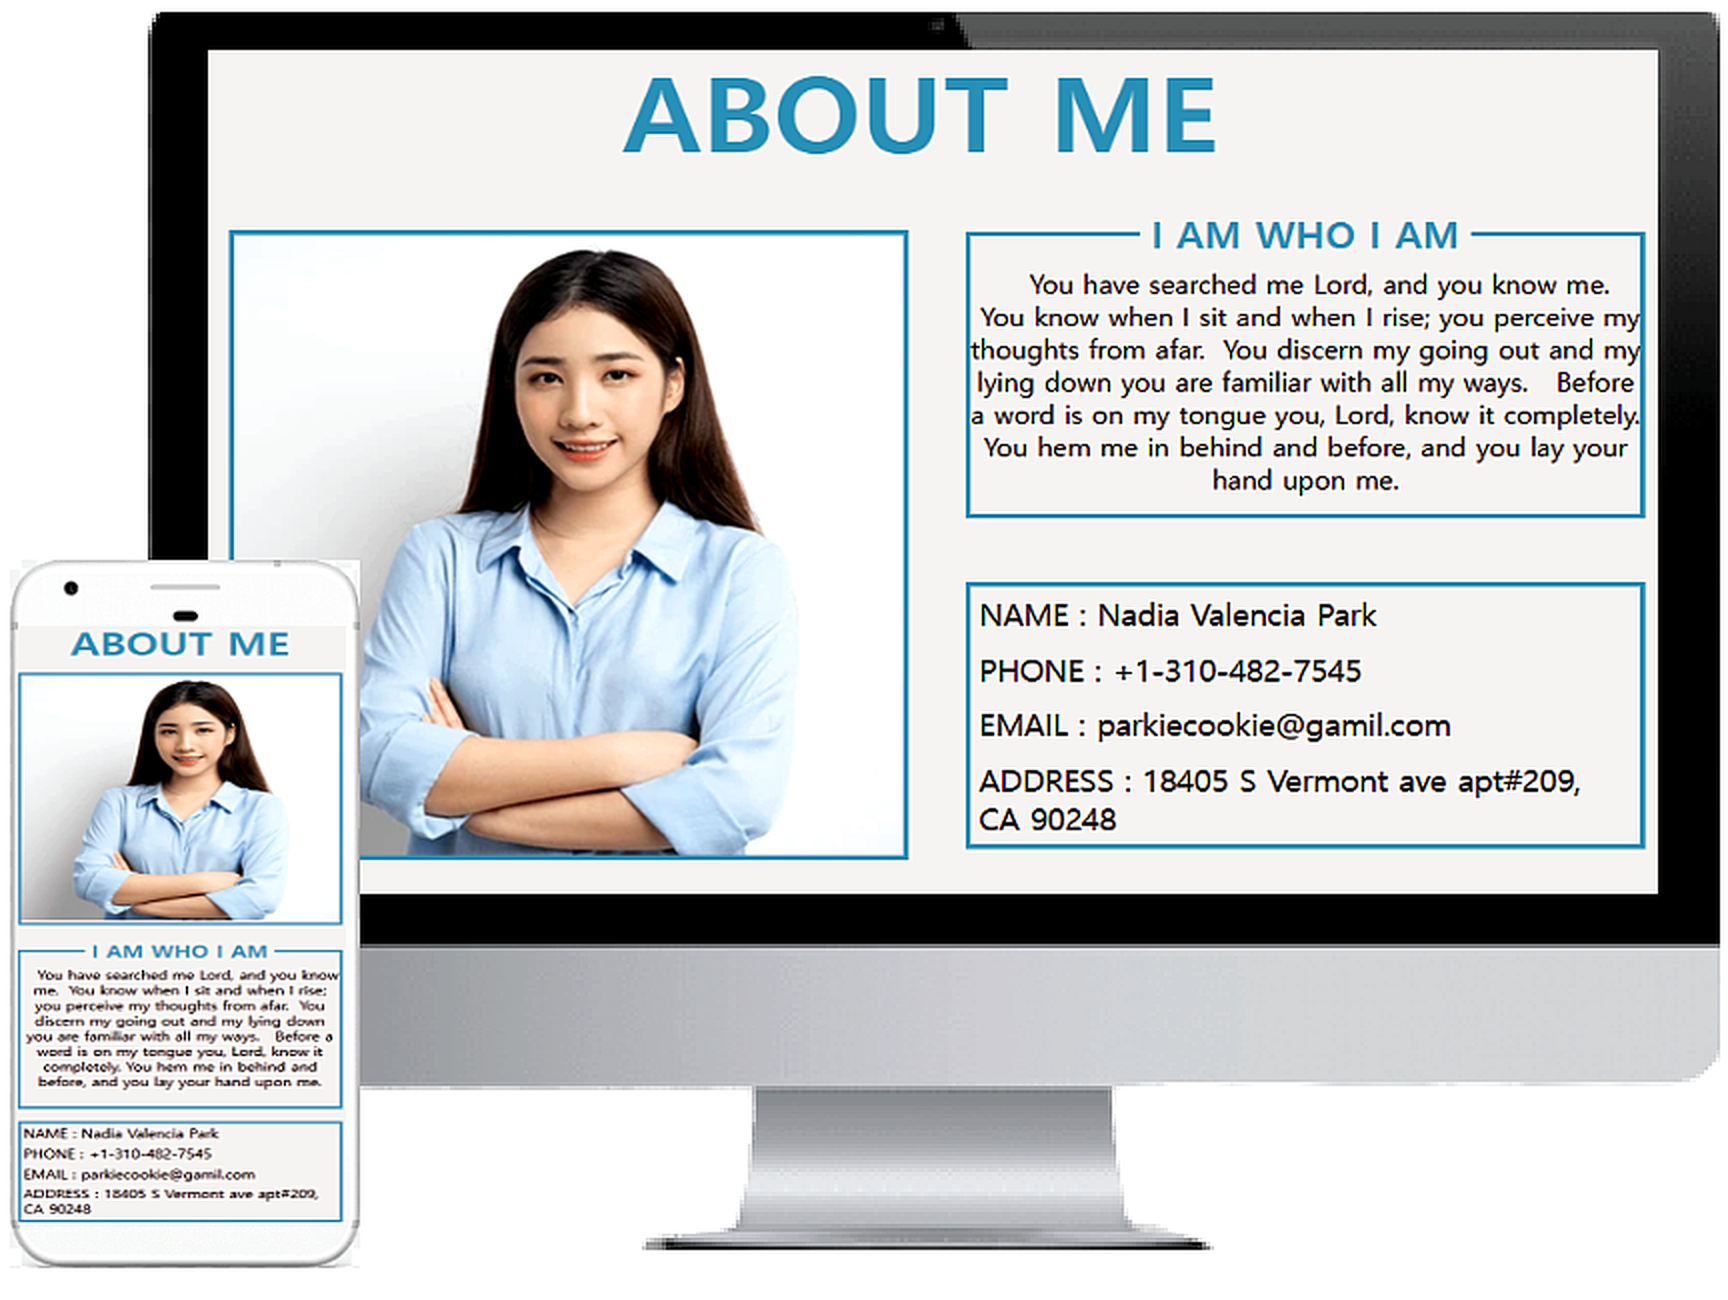 ABOUT ME
I AM WHO I AM
You have searched me Lord, and you know me.
You know when I sit and when I rise; you perceive my
thoughts from afar.  You discern my going out and my
lying down you are familiar with all my ways.   Before
a word is on my tongue you, Lord, know it completely.
You hem me in behind and before, and you lay your
hand upon me.
NAME : Nadia Valencia Park
PHONE : +1-310-482-7545
EMAIL : parkiecookie@gamil.com
ADDRESS : 18405 S Vermont ave apt#209,
CA 90248
ABOUT ME
I AM WHO I AM
You have searched me Lord, and you know
me.  You know when I sit and when I rise;
you perceive my thoughts from afar.  You
discern my going out and my lying down
you are familiar with all my ways.   Before a
word is on my tongue you, Lord, know it
completely. You hem me in behind and
before, and you lay your hand upon me.
NAME : Nadia Valencia Park
PHONE : +1-310-482-7545
EMAIL : parkiecookie@gamil.com
ADDRESS : 18405 S Vermont ave apt#209,
CA 90248